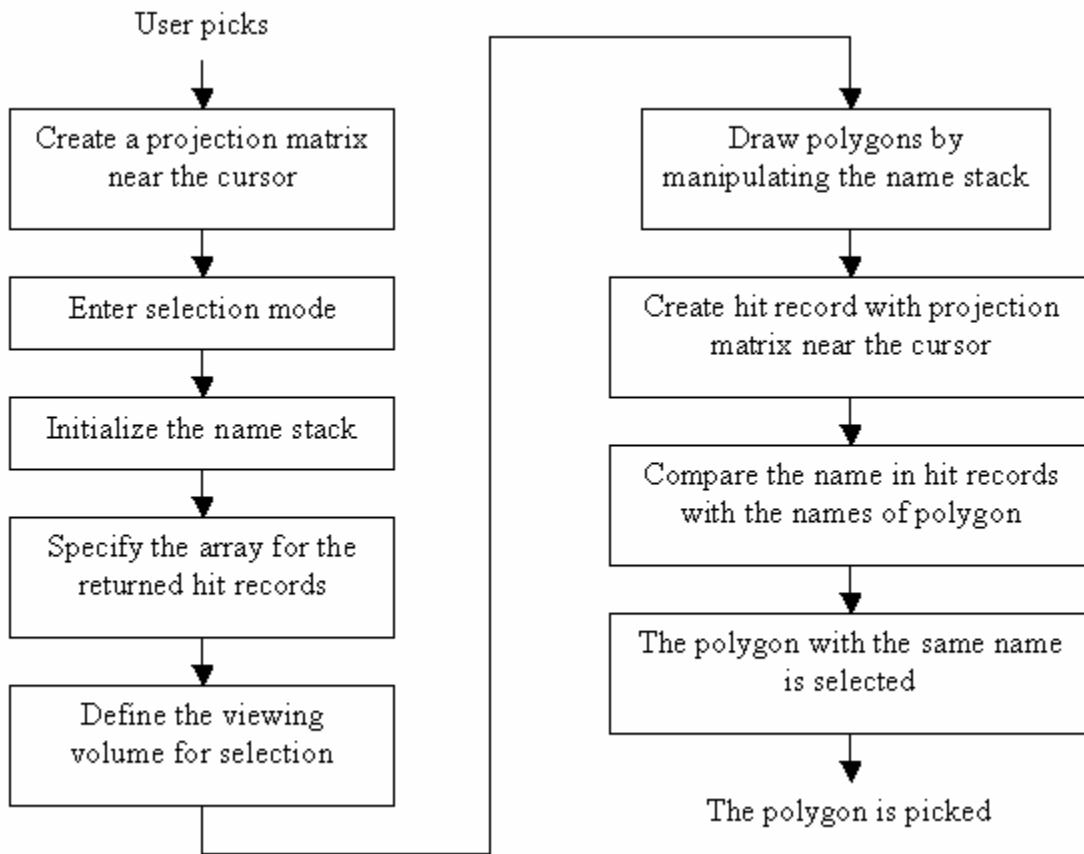 User picks
Create a projection matrix
near the cursor
Enter selection mode
Initialize the name stack
Specify the array for the
returned hit records
Define the viewing
volume for selection
Draw polygons by
manipulating the name stack
Create hit record with projection
matrix near the cursor
Compare the name in hit records
with the names of polygon
The polygon with the same name
is selected
The polygon is picked